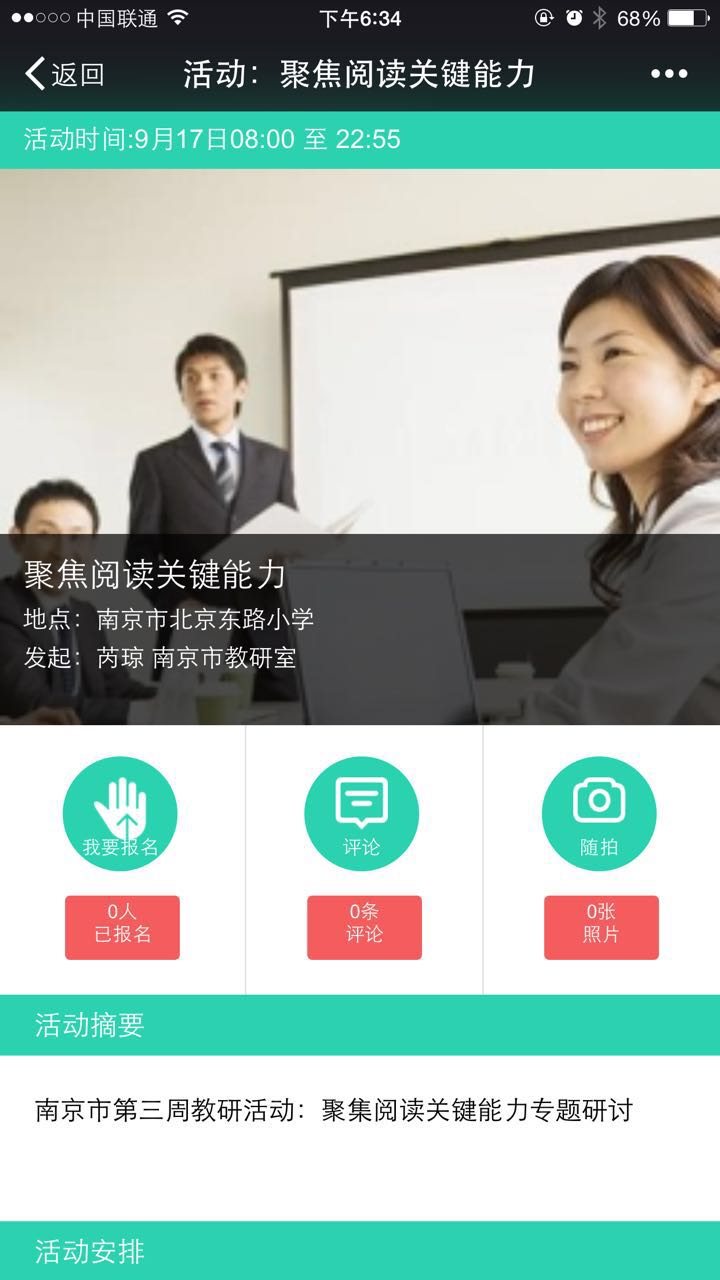 中国联通 下午6:34 68%
返回 活动：聚焦阅读关键能力
活动时间:9月17日08:00 至 22:55
聚焦阅读关键能力
地点：南京市北京东路小学
发起：芮琼 南京市教研室
我要报名 评论 随拍
0人 0条 0张
已报名 评论 照片
活动摘要
南京市第三周教研活动：聚集阅读关键能力专题研讨
活动安排